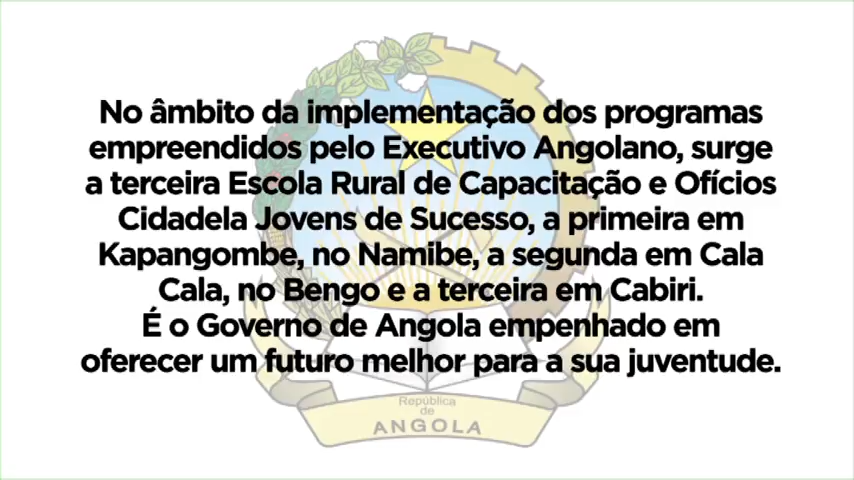 No âmbito da implementação dos programas
empreendidos pelo Executivo Angolano, surge
a terceira Escola Rural de Capacitação e Ofícios
Cidadela Jovens de Sucesso, a primeira em
Kapangombe, no Namibe, a segunda em Cala
Cala, no Bengo e a terceira em Cabiri.
É o Governo de Angola empenhado em
oferecer um futuro melhor para a sua juventude.
República
de
ANGOLA